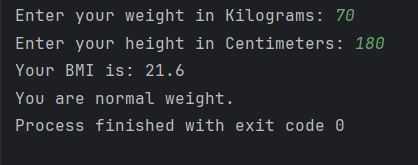 Enter your weight in Kilograms: 70
Enter your height in Centimeters: 180
Your BMI is: 21.6
You are normal weight.
Process finished with exit code 0